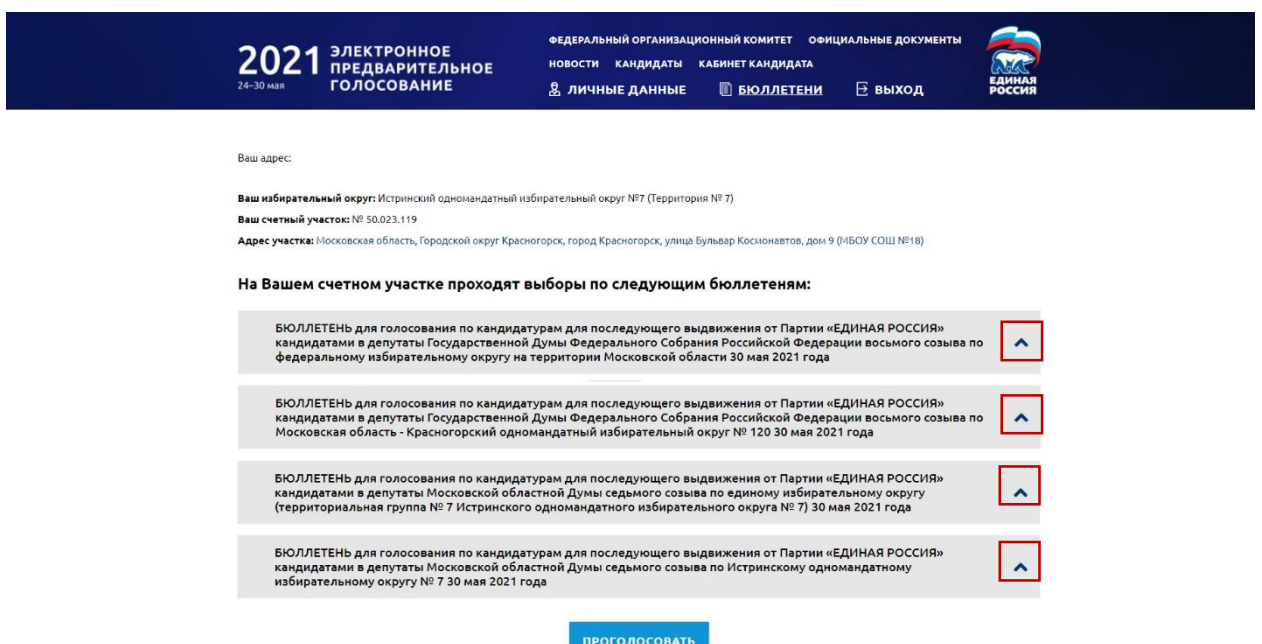 2021 ЭЛЕКТРОННОЕ
ПРЕДВАРИТЕЛЬНОЕ
24–30 мая ГОЛОСОВАНИЕ
ФЕДЕРАЛЬНЫЙ ОРГАНИЗАЦИОННЫЙ КОМИТЕТ ОФИЦИАЛЬНЫЕ ДОКУМЕНТЫ
НОВОСТИ КАНДИДАТЫ КАБИНЕТ КАНДИДАТА
ЛИЧНЫЕ ДАННЫЕ БЮЛЛЕТЕНИ ВЫХОД
ЕДИНАЯ
РОССИЯ
Ваш адрес:
Ваш избирательный округ: Истринский одномандатный избирательный округ №7 (Территория № 7)
Ваш счетный участок: № 50.023.119
Адрес участка: Московская область, Городской округ Красногорск, город Красногорск, улица Бульвар Космонавтов, дом 9 (МБОУ СОШ №18)
На Вашем счетном участке проходят выборы по следующим бюллетеням:
БЮЛЛЕТЕНЬ для голосования по кандидатурам для последующего выдвижения от Партии «ЕДИНАЯ РОССИЯ»
кандидатами в депутаты Государственной Думы Федерального Собрания Российской Федерации восьмого созыва по
федеральному избирательному округу на территории Московской области 30 мая 2021 года
БЮЛЛЕТЕНЬ для голосования по кандидатурам для последующего выдвижения от Партии «ЕДИНАЯ РОССИЯ»
кандидатами в депутаты Государственной Думы Федерального Собрания Российской Федерации восьмого созыва по
Московская область - Красногорский одномандатный избирательный округ № 120 30 мая 2021 года
БЮЛЛЕТЕНЬ для голосования по кандидатурам для последующего выдвижения от Партии «ЕДИНАЯ РОССИЯ»
кандидатами в депутаты Московской областной Думы седьмого созыва по единому избирательному округу
(территориальная группа № 7 Истринского одномандатного избирательного округа № 7) 30 мая 2021 года
БЮЛЛЕТЕНЬ для голосования по кандидатурам для последующего выдвижения от Партии «ЕДИНАЯ РОССИЯ»
кандидатами в депутаты Московской областной Думы седьмого созыва по Истринскому одномандатному
избирательному округу № 7 30 мая 2021 года
ПРОГОЛОСОВАТЬ